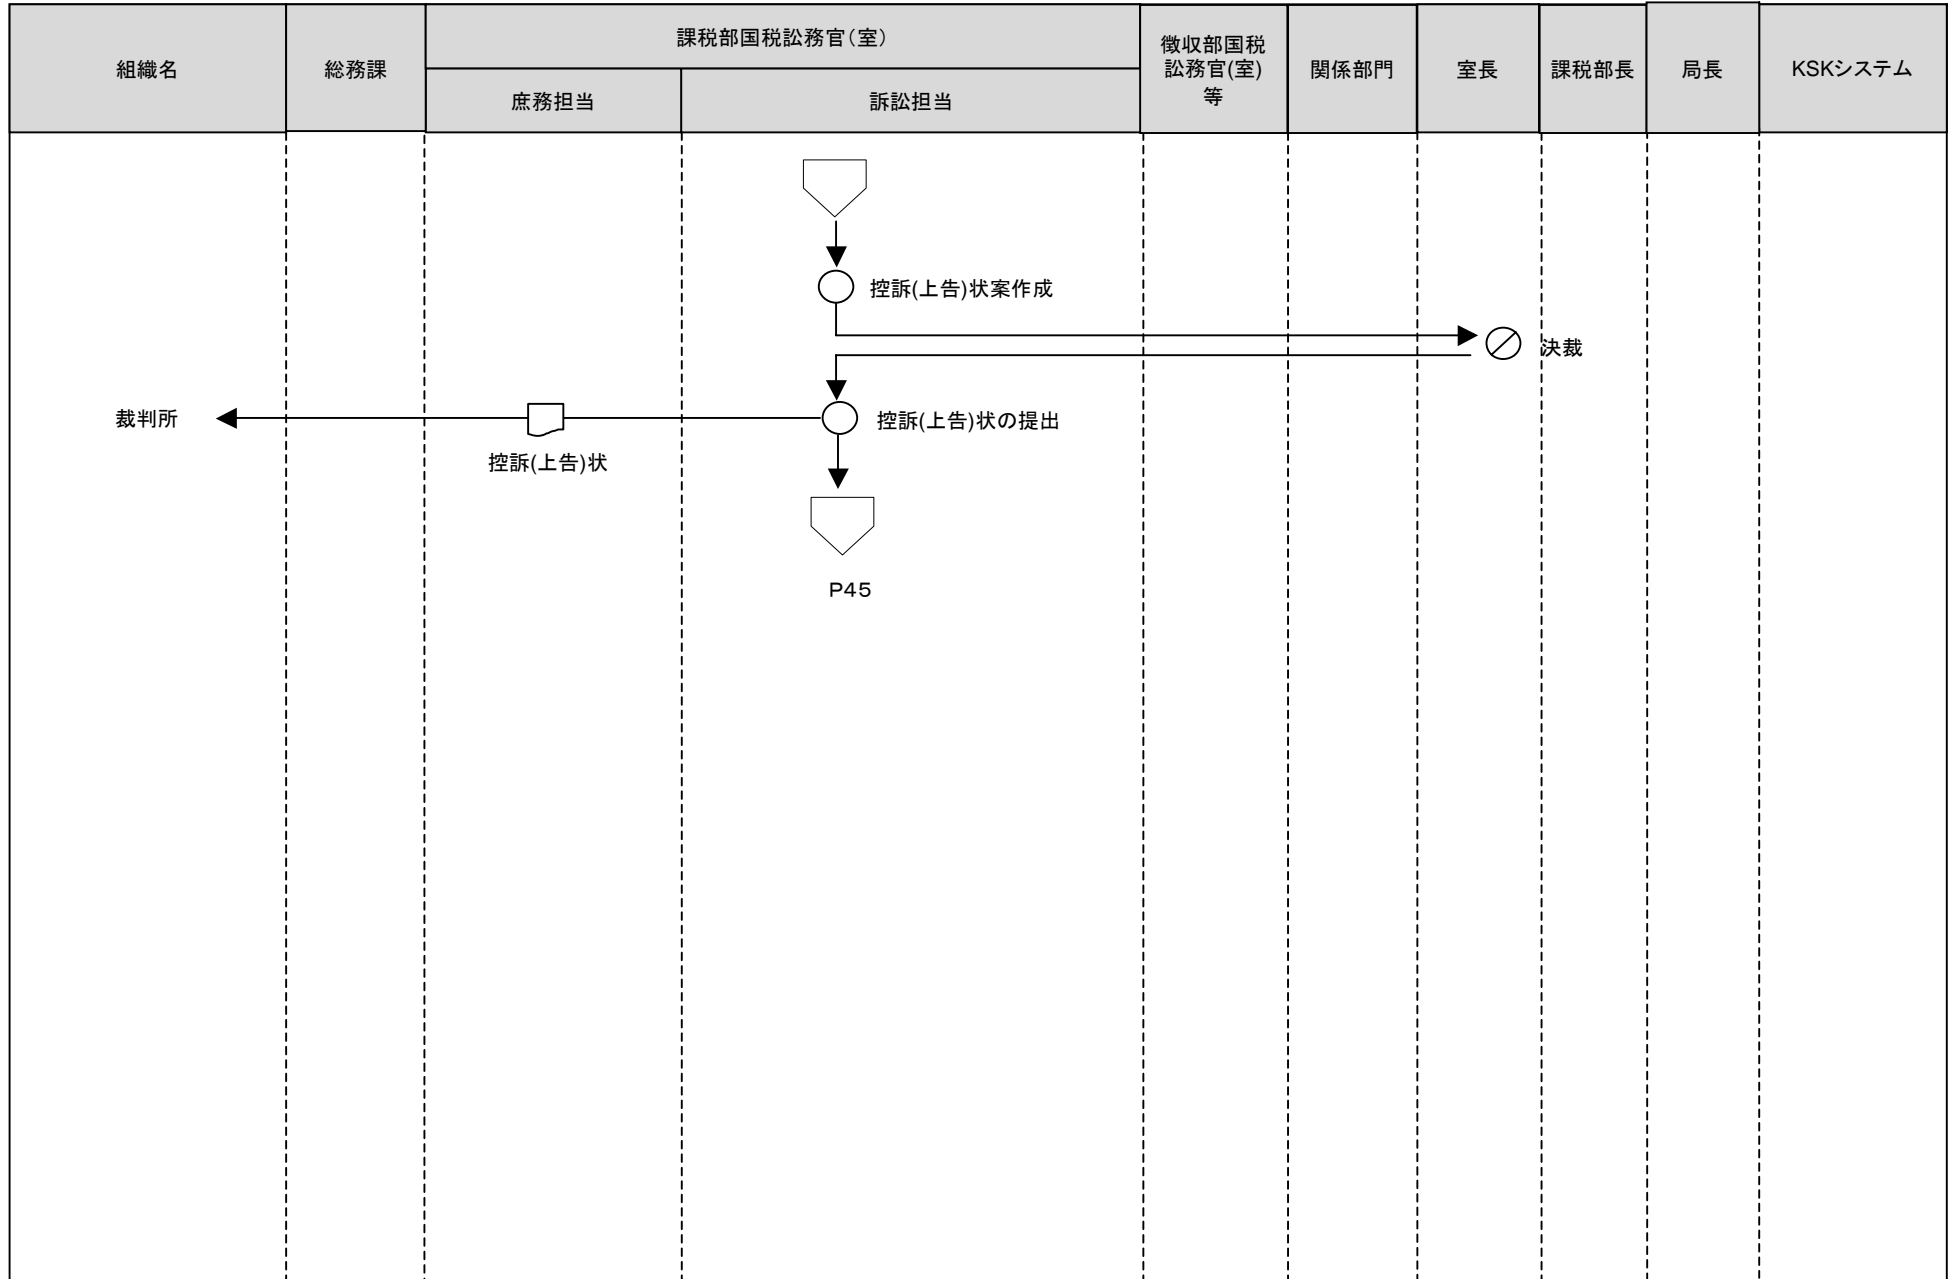 組織名
総務課
課税部国税訟務官（室）
庶務担当
訴訟担当
徴収部国税
訟務官(室)
等
関係部門
室長
課税部長
局長
KSKシステム
控訴(上告)状案作成
決裁
裁判所
控訴(上告)状の提出
控訴(上告)状
P45